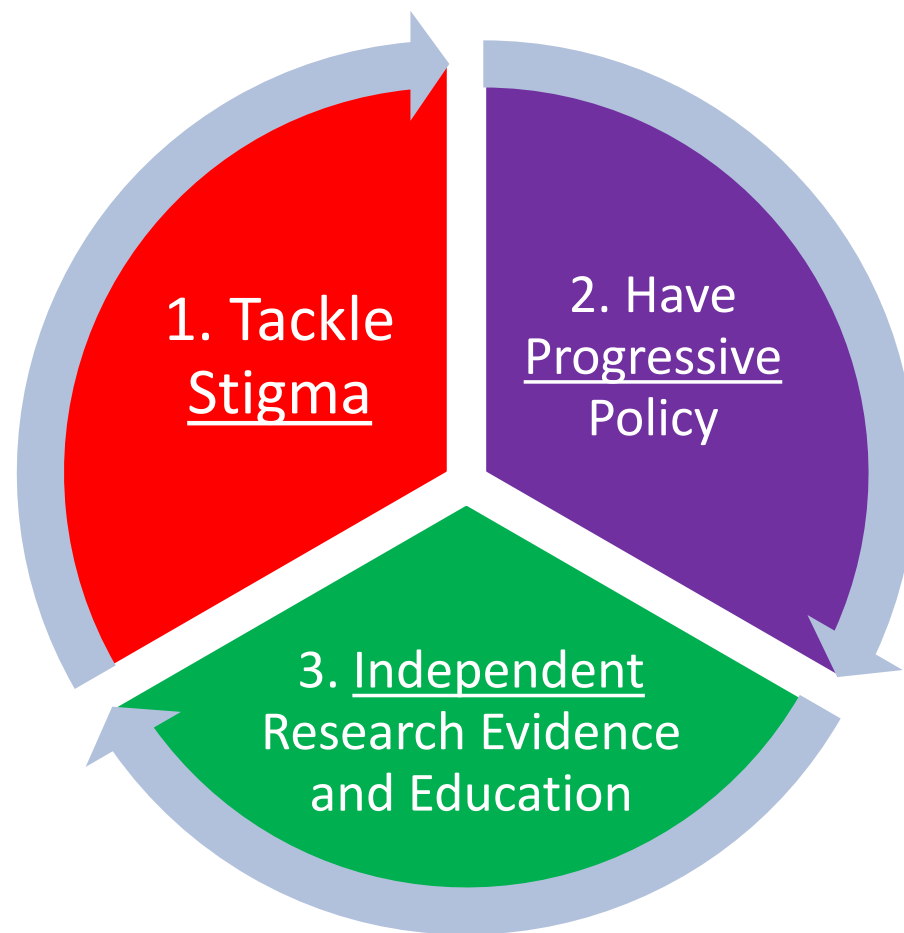 1. Tackle
Stigma
2. Have
Progressive
Policy
3. Independent
Research Evidence
and Education